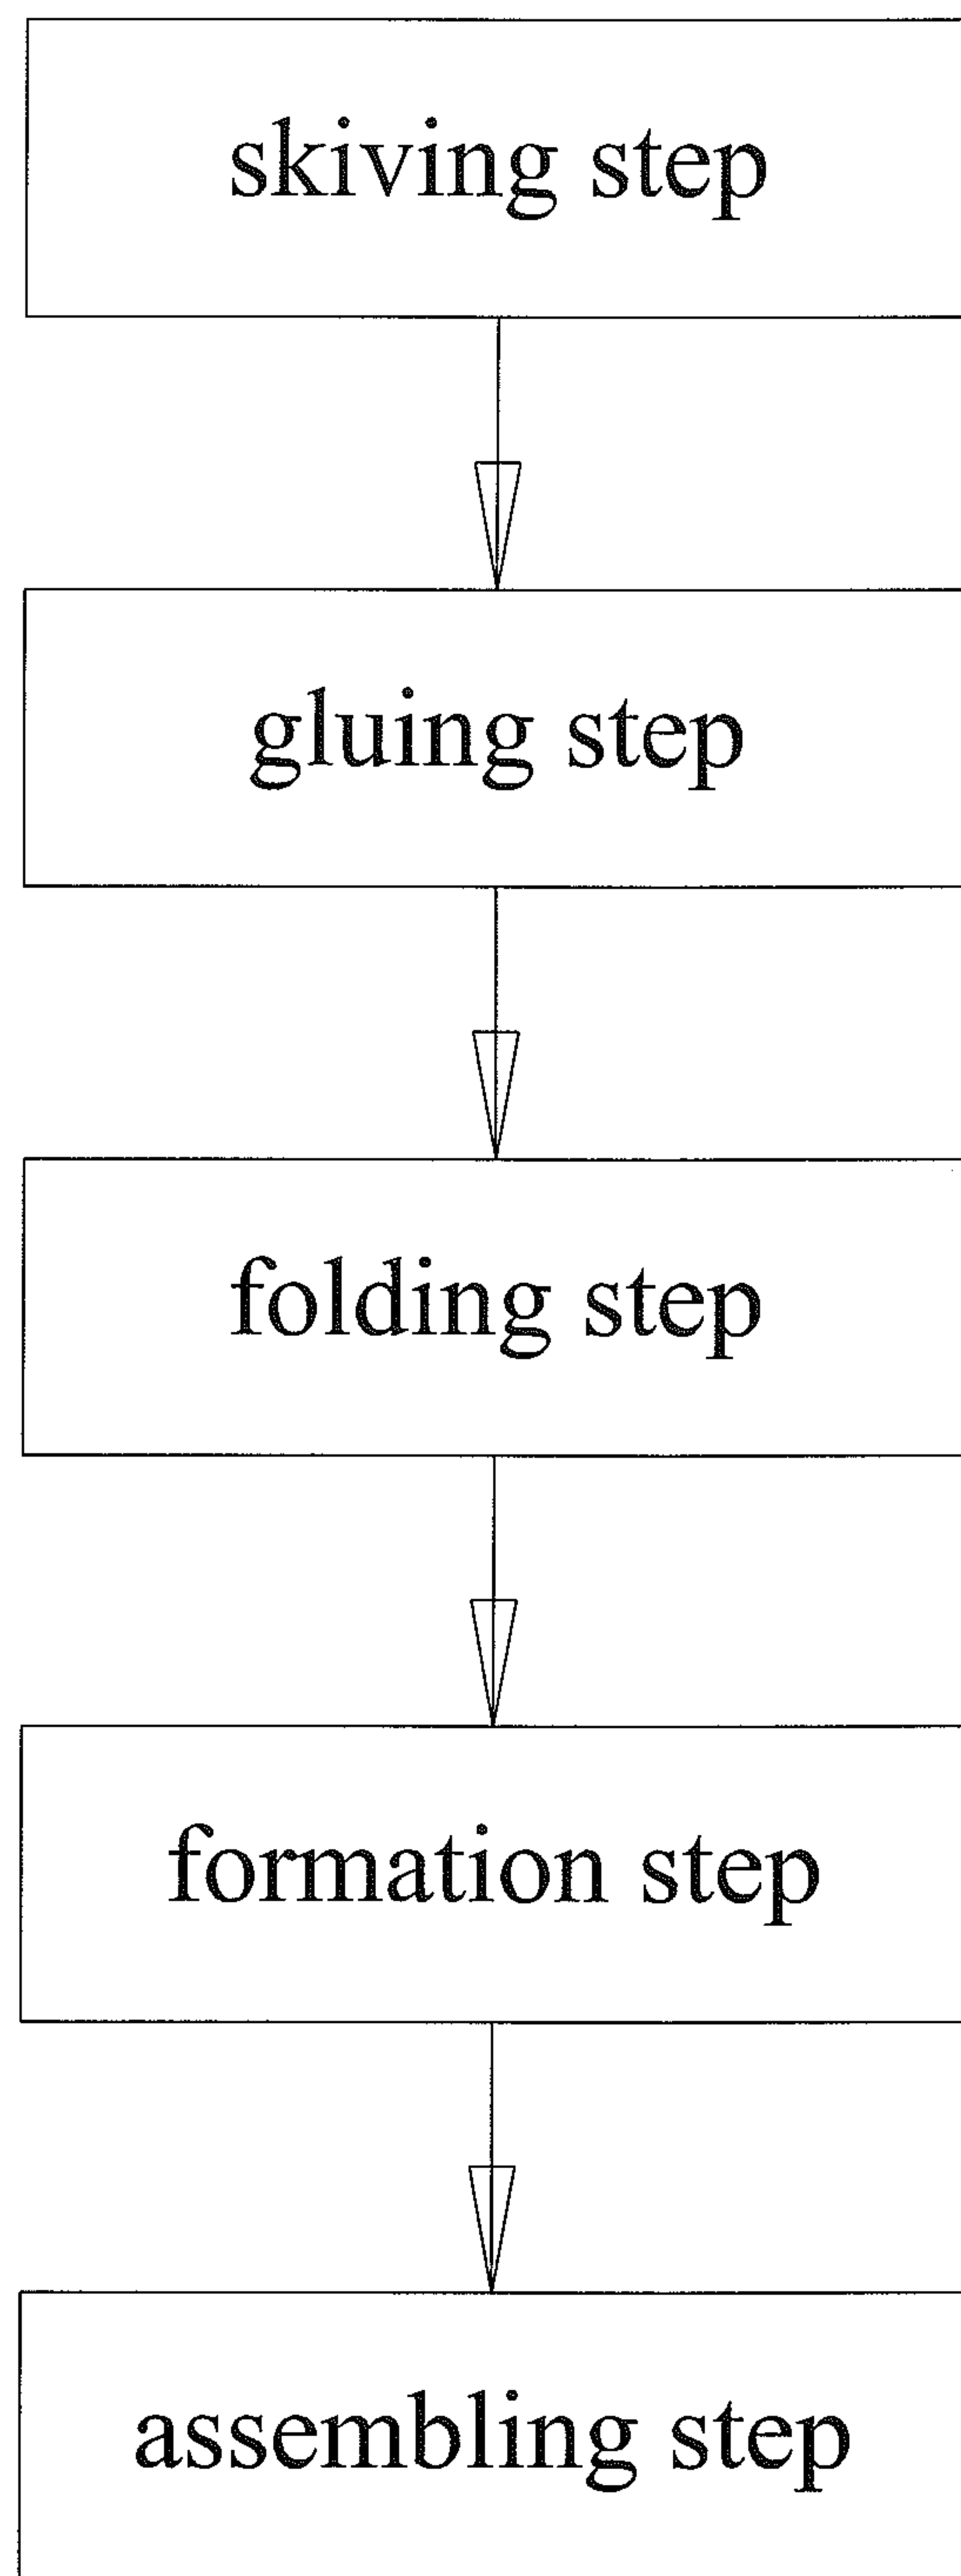 skiving step
gluing step
folding step
formation step
assembling step